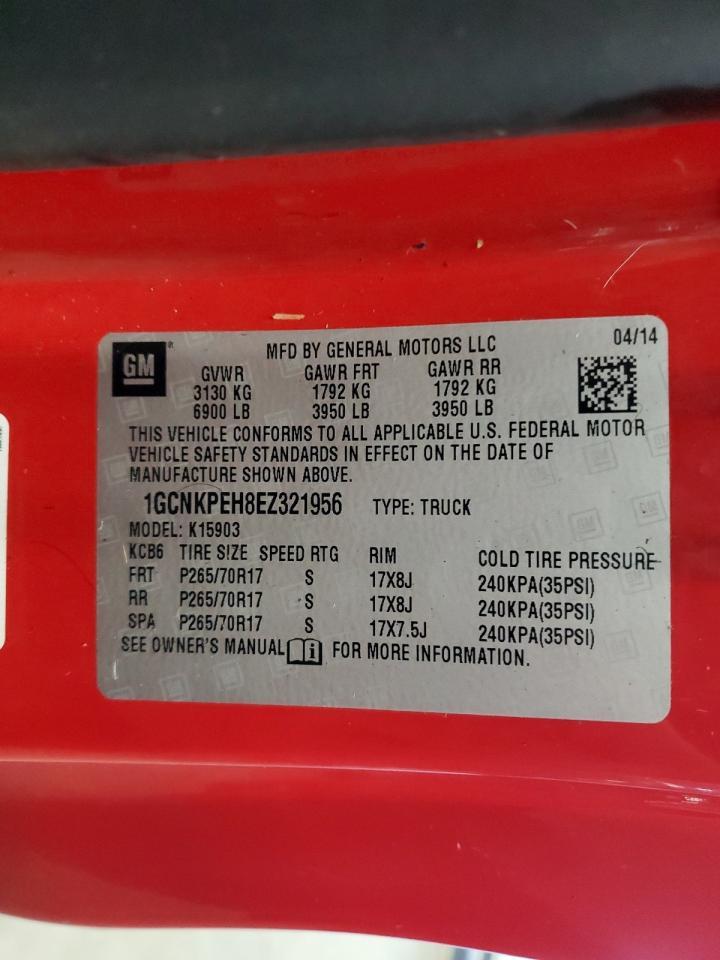 GM
MFD BY GENERAL MOTORS LLC 04/14
GVWR GAWR FRT GAWR RR
3130 KG 1792 KG 1792 KG
6900 LB 3950 LB 3950 LB
THIS VEHICLE CONFORMS TO ALL APPLICABLE U.S. FEDERAL MOTOR
VEHICLE SAFETY STANDARDS IN EFFECT ON THE DATE OF
MANUFACTURE SHOWN ABOVE.
1GCNKPEH8EZ321956 TYPE: TRUCK
MODEL: K15903
KCB6 TIRE SIZE SPEED RTG RIM COLD TIRE PRESSURE
FRT P265/70R17 S 17X8J 240KPA(35PSI)
RR P265/70R17 S 17X8J 240KPA(35PSI)
SPA P265/70R17 S 17X7.5J 240KPA(35PSI)
SEE OWNER'S MANUAL i FOR MORE INFORMATION.